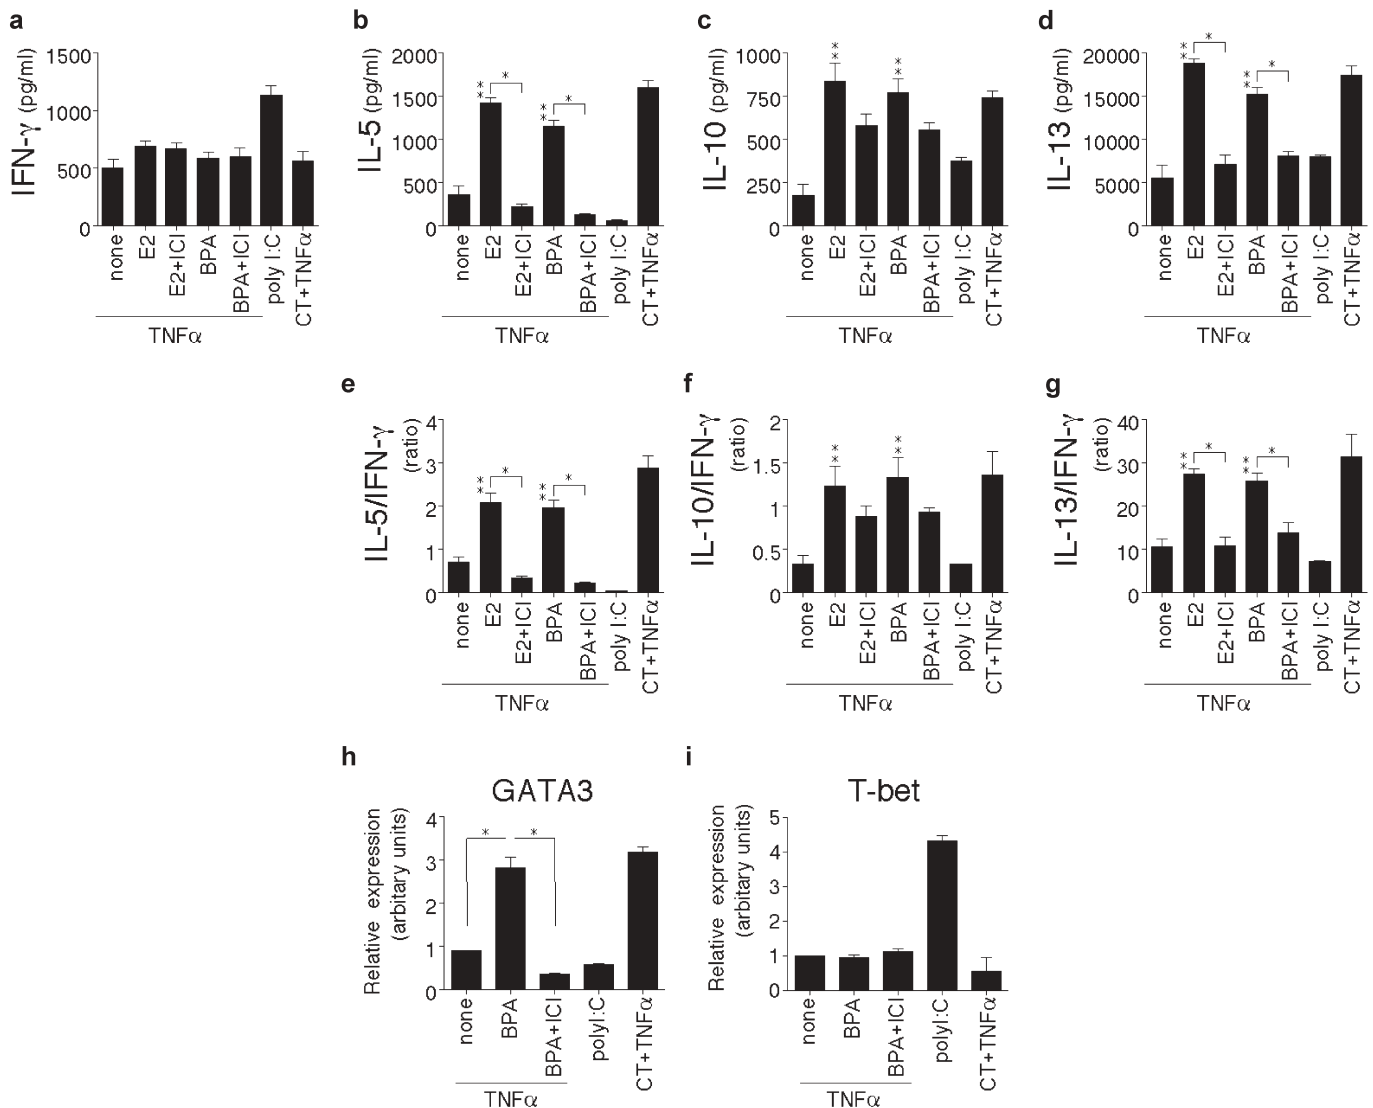 a
IFN-γ (pg/ml)
1500
1000
500
0
none
E2
E2+ICI
BPA
BPA+ICI
poly I:C
CT+TNFα
TNFα
b
IL-5 (pg/ml)
2000
1500
1000
500
0
* *
*
* *
*
none
E2
E2+ICI
BPA
BPA+ICI
poly I:C
CT+TNFα
TNFα
c
IL-10 (pg/ml)
1000
750
500
250
0
* *
* *
none
E2
E2+ICI
BPA
BPA+ICI
poly I:C
CT+TNFα
TNFα
d
IL-13 (pg/ml)
20000
15000
10000
5000
0
* *
*
* *
*
none
E2
E2+ICI
BPA
BPA+ICI
poly I:C
CT+TNFα
TNFα
e
IL-5/IFN-γ
(ratio)
4
3
2
1
0
* *
*
* *
*
none
E2
E2+ICI
BPA
BPA+ICI
poly I:C
CT+TNFα
TNFα
f
IL-10/IFN-γ
(ratio)
2
1.5
1
0.5
0
* *
* *
none
E2
E2+ICI
BPA
BPA+ICI
poly I:C
CT+TNFα
TNFα
g
IL-13/IFN-γ
(ratio)
40
30
20
10
0
* *
*
* *
*
none
E2
E2+ICI
BPA
BPA+ICI
poly I:C
CT+TNFα
TNFα
h
GATA3
Relative expression
(arbitary units)
4
3
2
1
0
*
*
none
BPA
BPA+ICI
polyI:C
CT+TNFα
TNFα
i
T-bet
Relative expression
(arbitary units)
5
4
3
2
1
0
none
BPA
BPA+ICI
polyI:C
CT+TNFα
TNFα